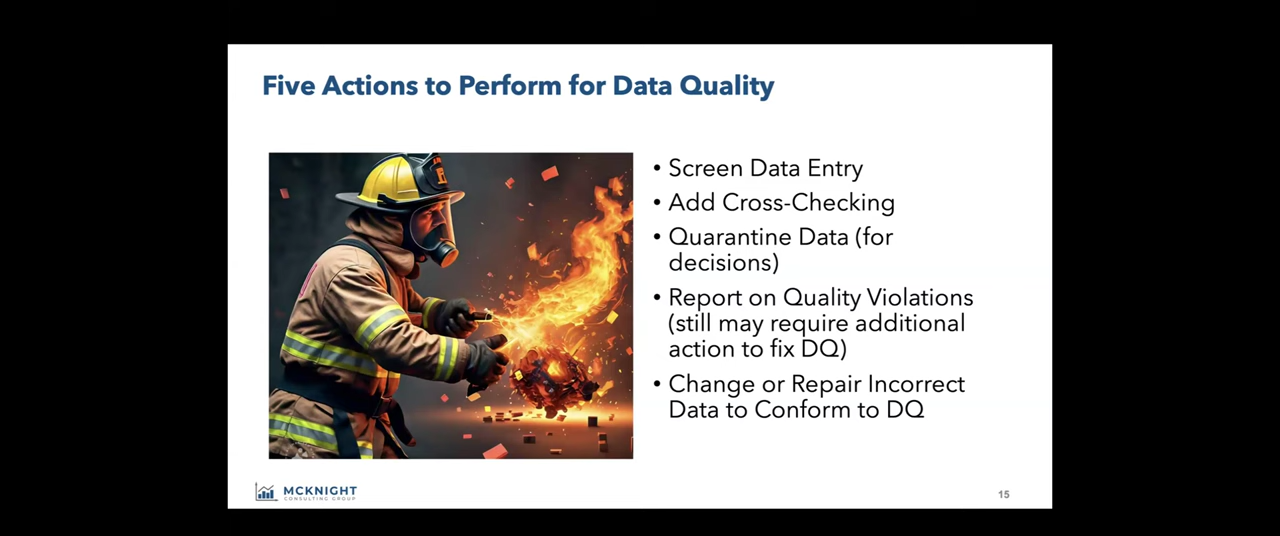 Five Actions to Perform for Data Quality
• Screen Data Entry
• Add Cross-Checking
• Quarantine Data (for
decisions)
• Report on Quality Violations
(still may require additional
action to fix DQ)
• Change or Repair Incorrect
Data to Conform to DQ
MCKNIGHT
CONSULTING GROUP
15